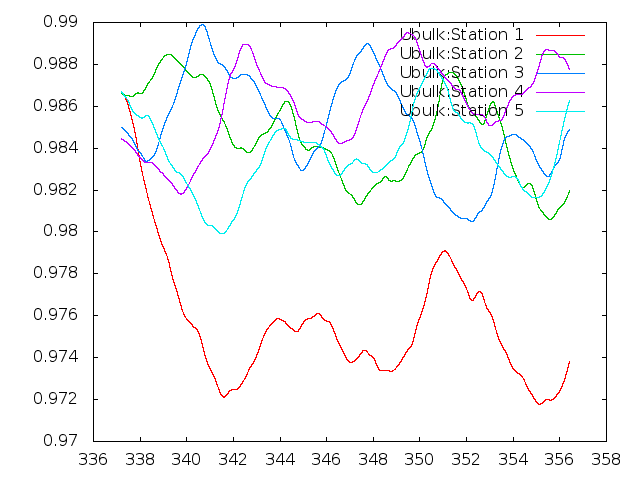 0.99
0.988
0.986
0.984
0.982
0.98
0.978
0.976
0.974
0.972
0.97
336 338 340 342 344 346 348 350 352 354 356 358
Ubulk:Station 1
Ubulk:Station 2
Ubulk:Station 3
Ubulk:Station 4
Ubulk:Station 5